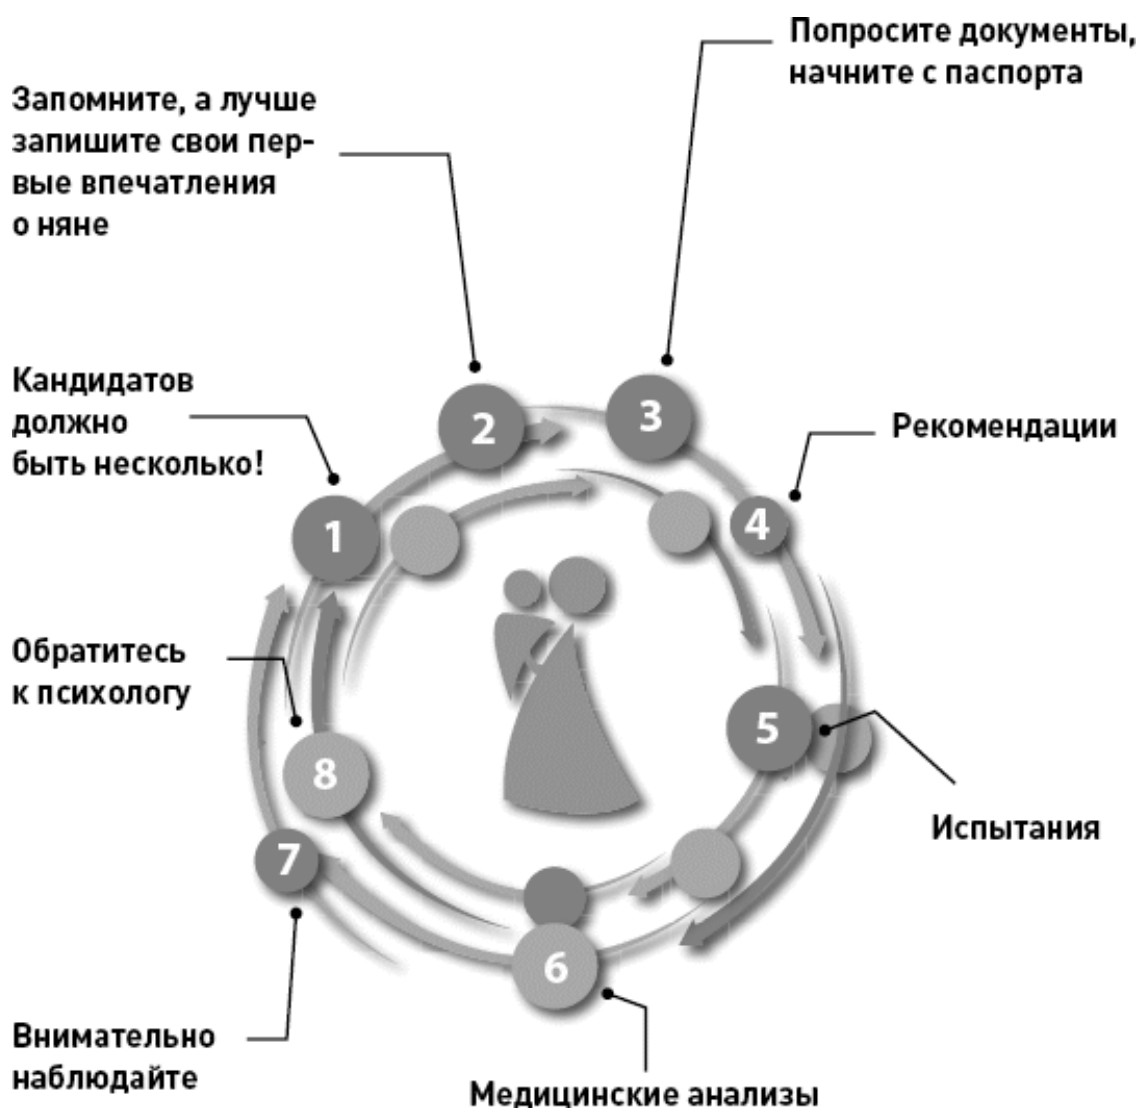 Попросите документы,
начните с паспорта
Запомните, а лучше
запишите свои пер-
вые впечатления
о няне
Кандидатов
должно
быть несколько!
Рекомендации
2
3
1
4
Обратитесь
к психологу
5
8
Испытания
7
6
Внимательно
наблюдайте
Медицинские анализы